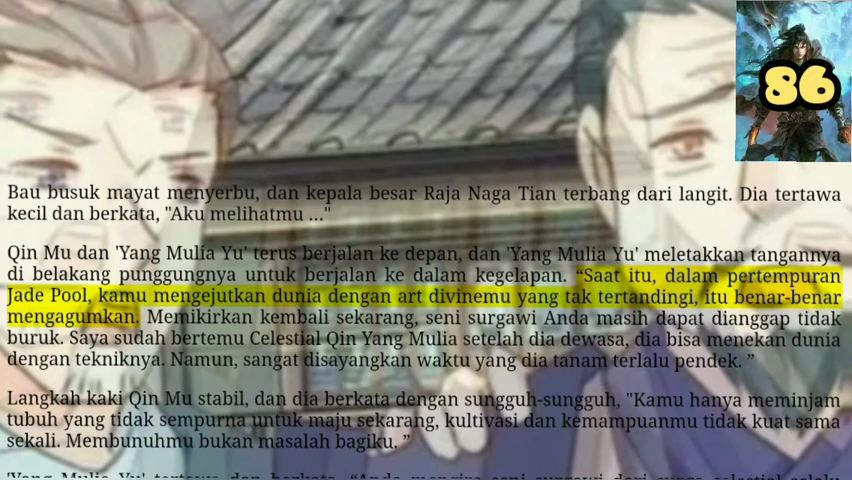 86
Bau busuk mayat menyerbu, dan kepala besar Raja Naga Tian terbang dari langit. Dia tertawa
kecil dan berkata, "Aku melihatmu ..."
Qin Mu dan 'Yang Mulia Yu' terus berjalan ke depan, dan 'Yang Mulia Yu' meletakkan tangannya
di belakang punggungnya untuk berjalan ke dalam kegelapan. “Saat itu, dalam pertempuran
Jade Pool, kamu mengejutkan dunia dengan art divinemu yang tak tertandingi, itu benar-benar
mengagumkan. Memikirkan kembali sekarang, seni surgawi Anda masih dapat dianggap tidak
buruk. Saya sudah bertemu Celestial Qin Yang Mulia setelah dia dewasa, dia bisa menekan dunia
dengan tekniknya. Namun, sangat disayangkan waktu yang dia tanam terlalu pendek. ”
Langkah kaki Qin Mu stabil, dan dia berkata dengan sungguh-sungguh, "Kamu hanya meminjam
tubuh yang tidak sempurna untuk maju sekarang, kultivasi dan kemampuanmu tidak kuat sama
sekali. Membunuhmu bukan masalah bagiku. ”